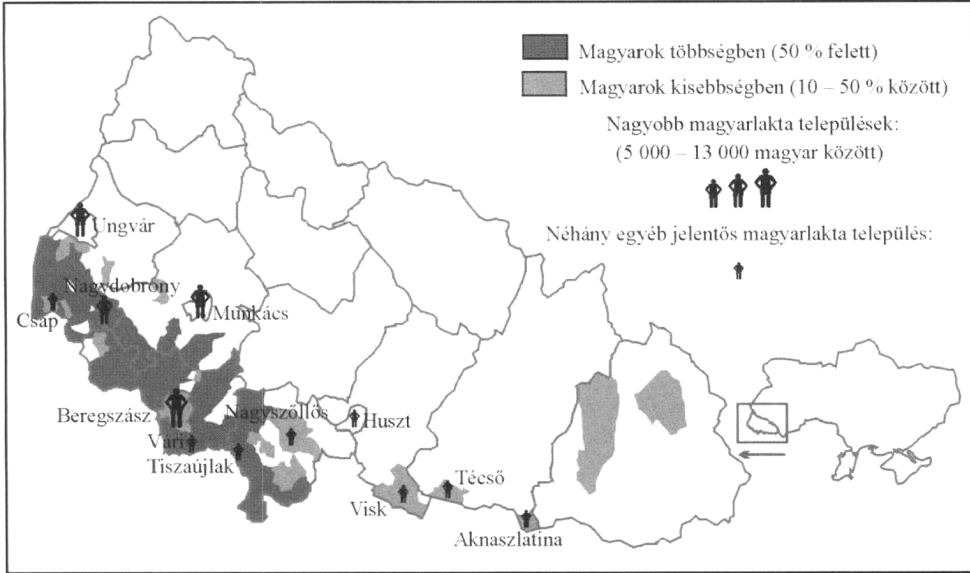 Magyarok többségben (50 % felett)
Magyarok kisebbségben (10 – 50 % között)
Nagyobb magyarlakta települések:
(5 000 – 13 000 magyar között)
Néhány egyéb jelentős magyarlakta település:
Ungvár
Nagydobrony
Csap
Munkács
Beregszász
Nagyszőllős
Huszt
Vári
Tiszaújlak
Visk
Técső
Aknaszlatina